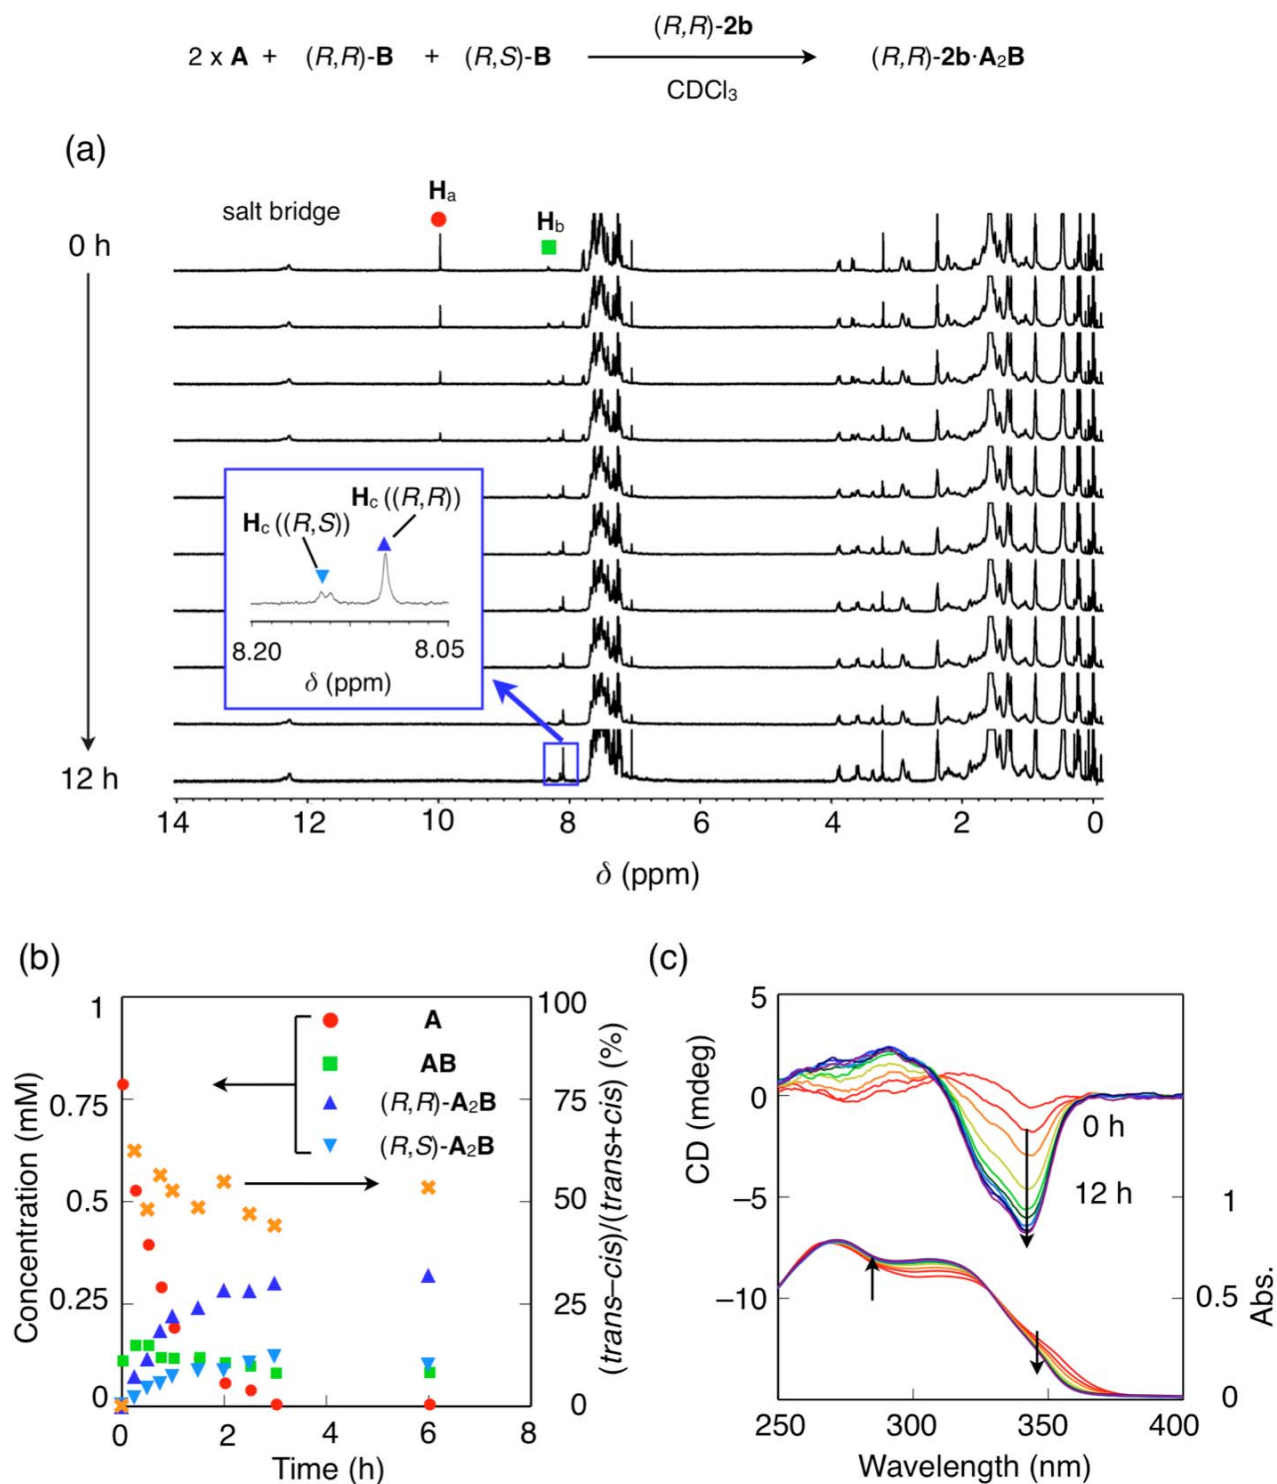 (R,R)-2b
2 x A + (R,R)-B + (R,S)-B (R,R)-2b·A₂B
CDCl₃
(a)
Hₐ
salt bridge
H_b
0 h
H_c ((R,R))
H_c ((R,S))
8.20 8.05
δ (ppm)
12 h
14 12 10 8 6 4 2 0
δ (ppm)
(b)
1 100
A
AB
0.75 75
(R,R)-A₂B
(R,S)-A₂B
0.5 50
0.25 25
0 0
0 2 4 6 8
Time (h)
Concentration (mM)
(trans–cis)/(trans+cis) (%)
(c)
5
0
0 h
12 h
–5 1
–10 0.5
0
250 300 350 400
Wavelength (nm)
CD (mdeg)
Abs.